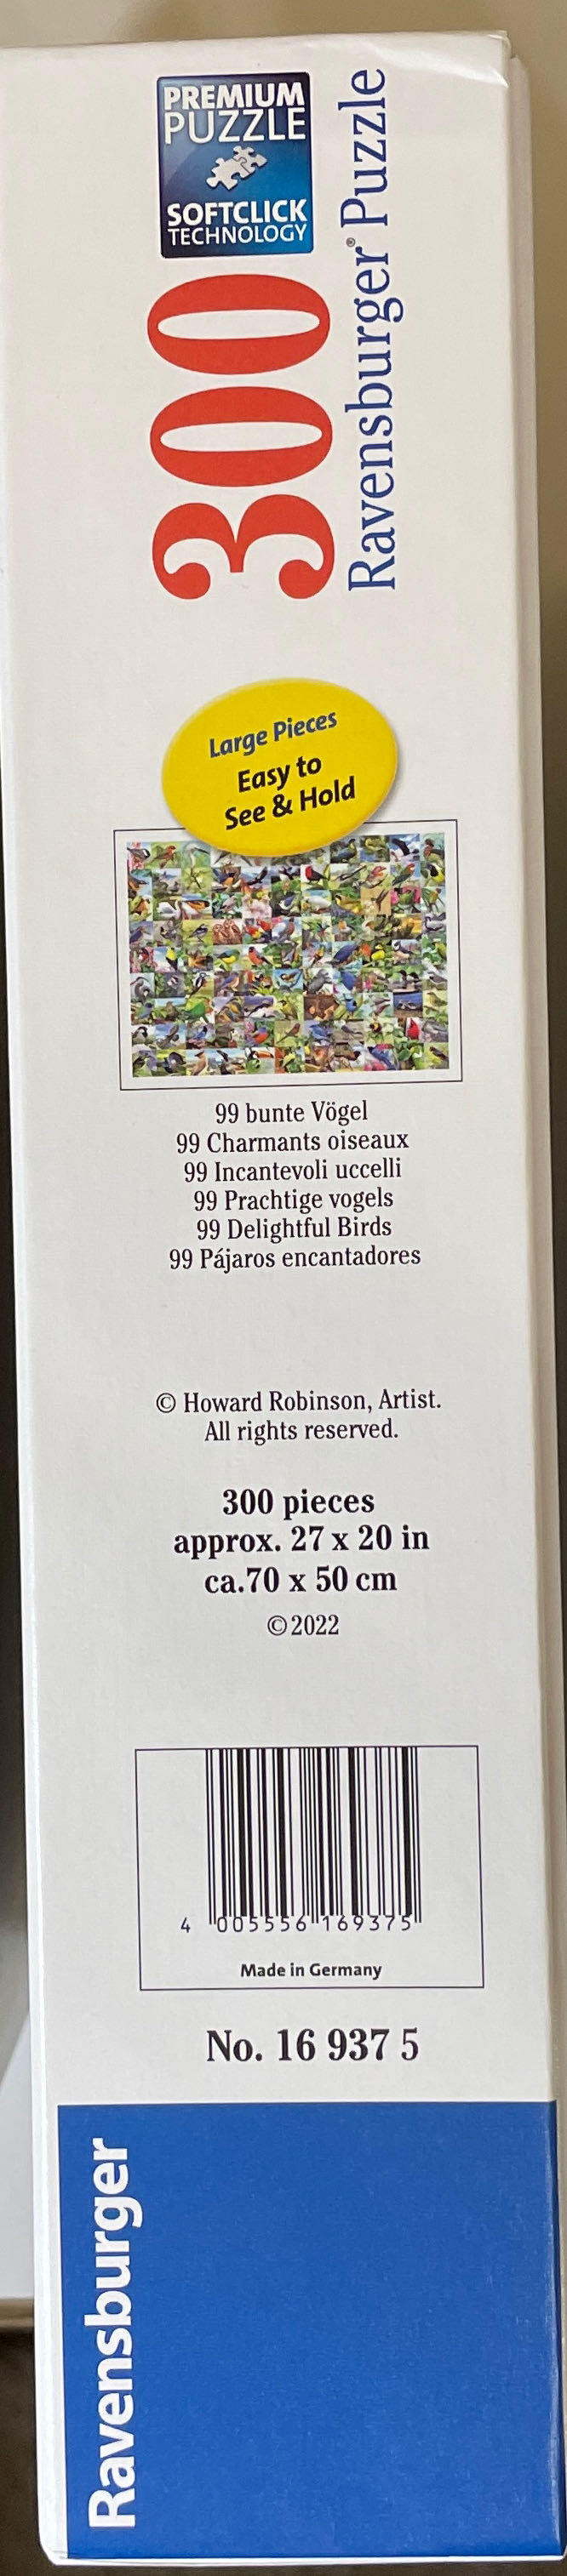 PREMIUM
PUZZLE
SOFTCLICK
TECHNOLOGY
300
Ravensburger® Puzzle
Large Pieces
Easy to
See & Hold
99 bunte Vögel
99 Charmants oiseaux
99 Incantevoli uccelli
99 Prachtige vogels
99 Delightful Birds
99 Pájaros encantadores
© Howard Robinson, Artist.
All rights reserved.
300 pieces
approx. 27 x 20 in
ca.70 x 50 cm
©2022
4 005556 169375
Made in Germany
No. 16 937 5
Ravensburger